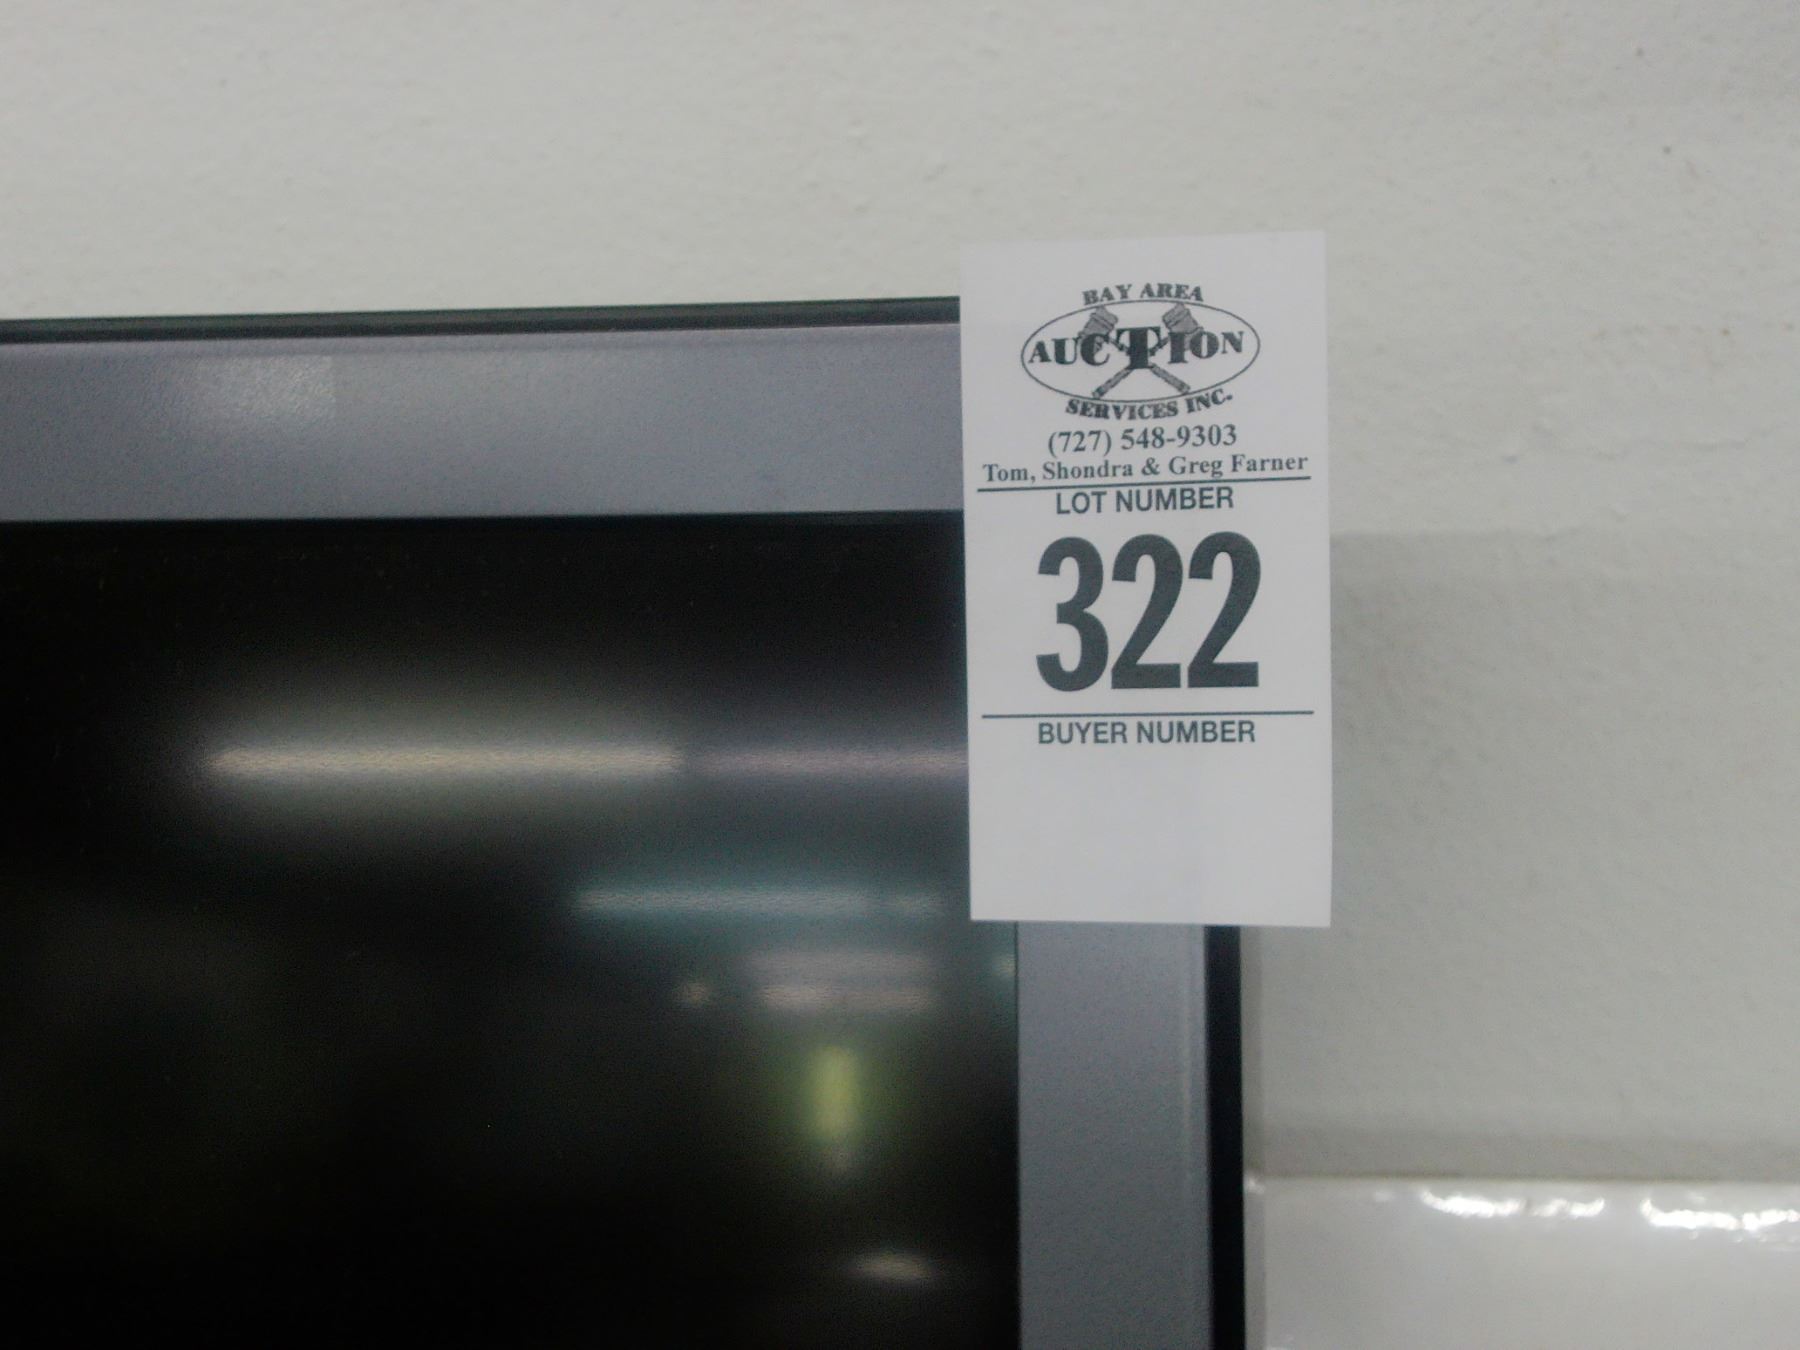 BAY AREA
AUCTION
SERVICES INC.
(727) 548-9303
Tom, Shondra & Greg Farner
LOT NUMBER
322
BUYER NUMBER